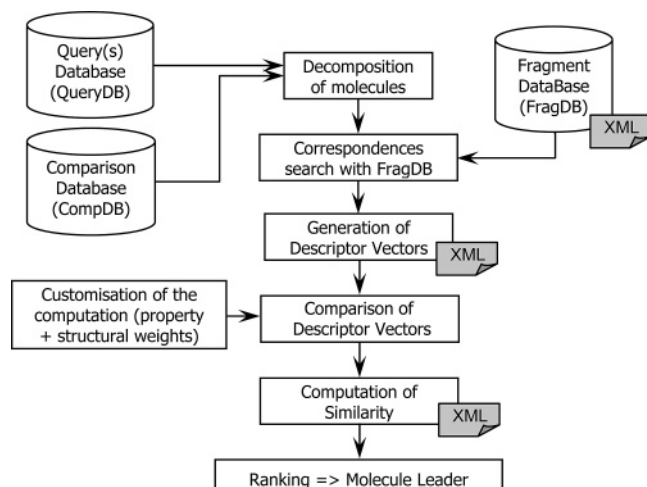 Query(s)
Database
(QueryDB)
Decomposition
of molecules
Fragment
DataBase
(FragDB)
XML
Comparison
Database
(CompDB)
Correspondences
search with FragDB
Generation of
Descriptor Vectors
XML
Customisation of the
computation (property
+ structural weights)
Comparison of
Descriptor Vectors
Computation of
Similarity
XML
Ranking => Molecule Leader